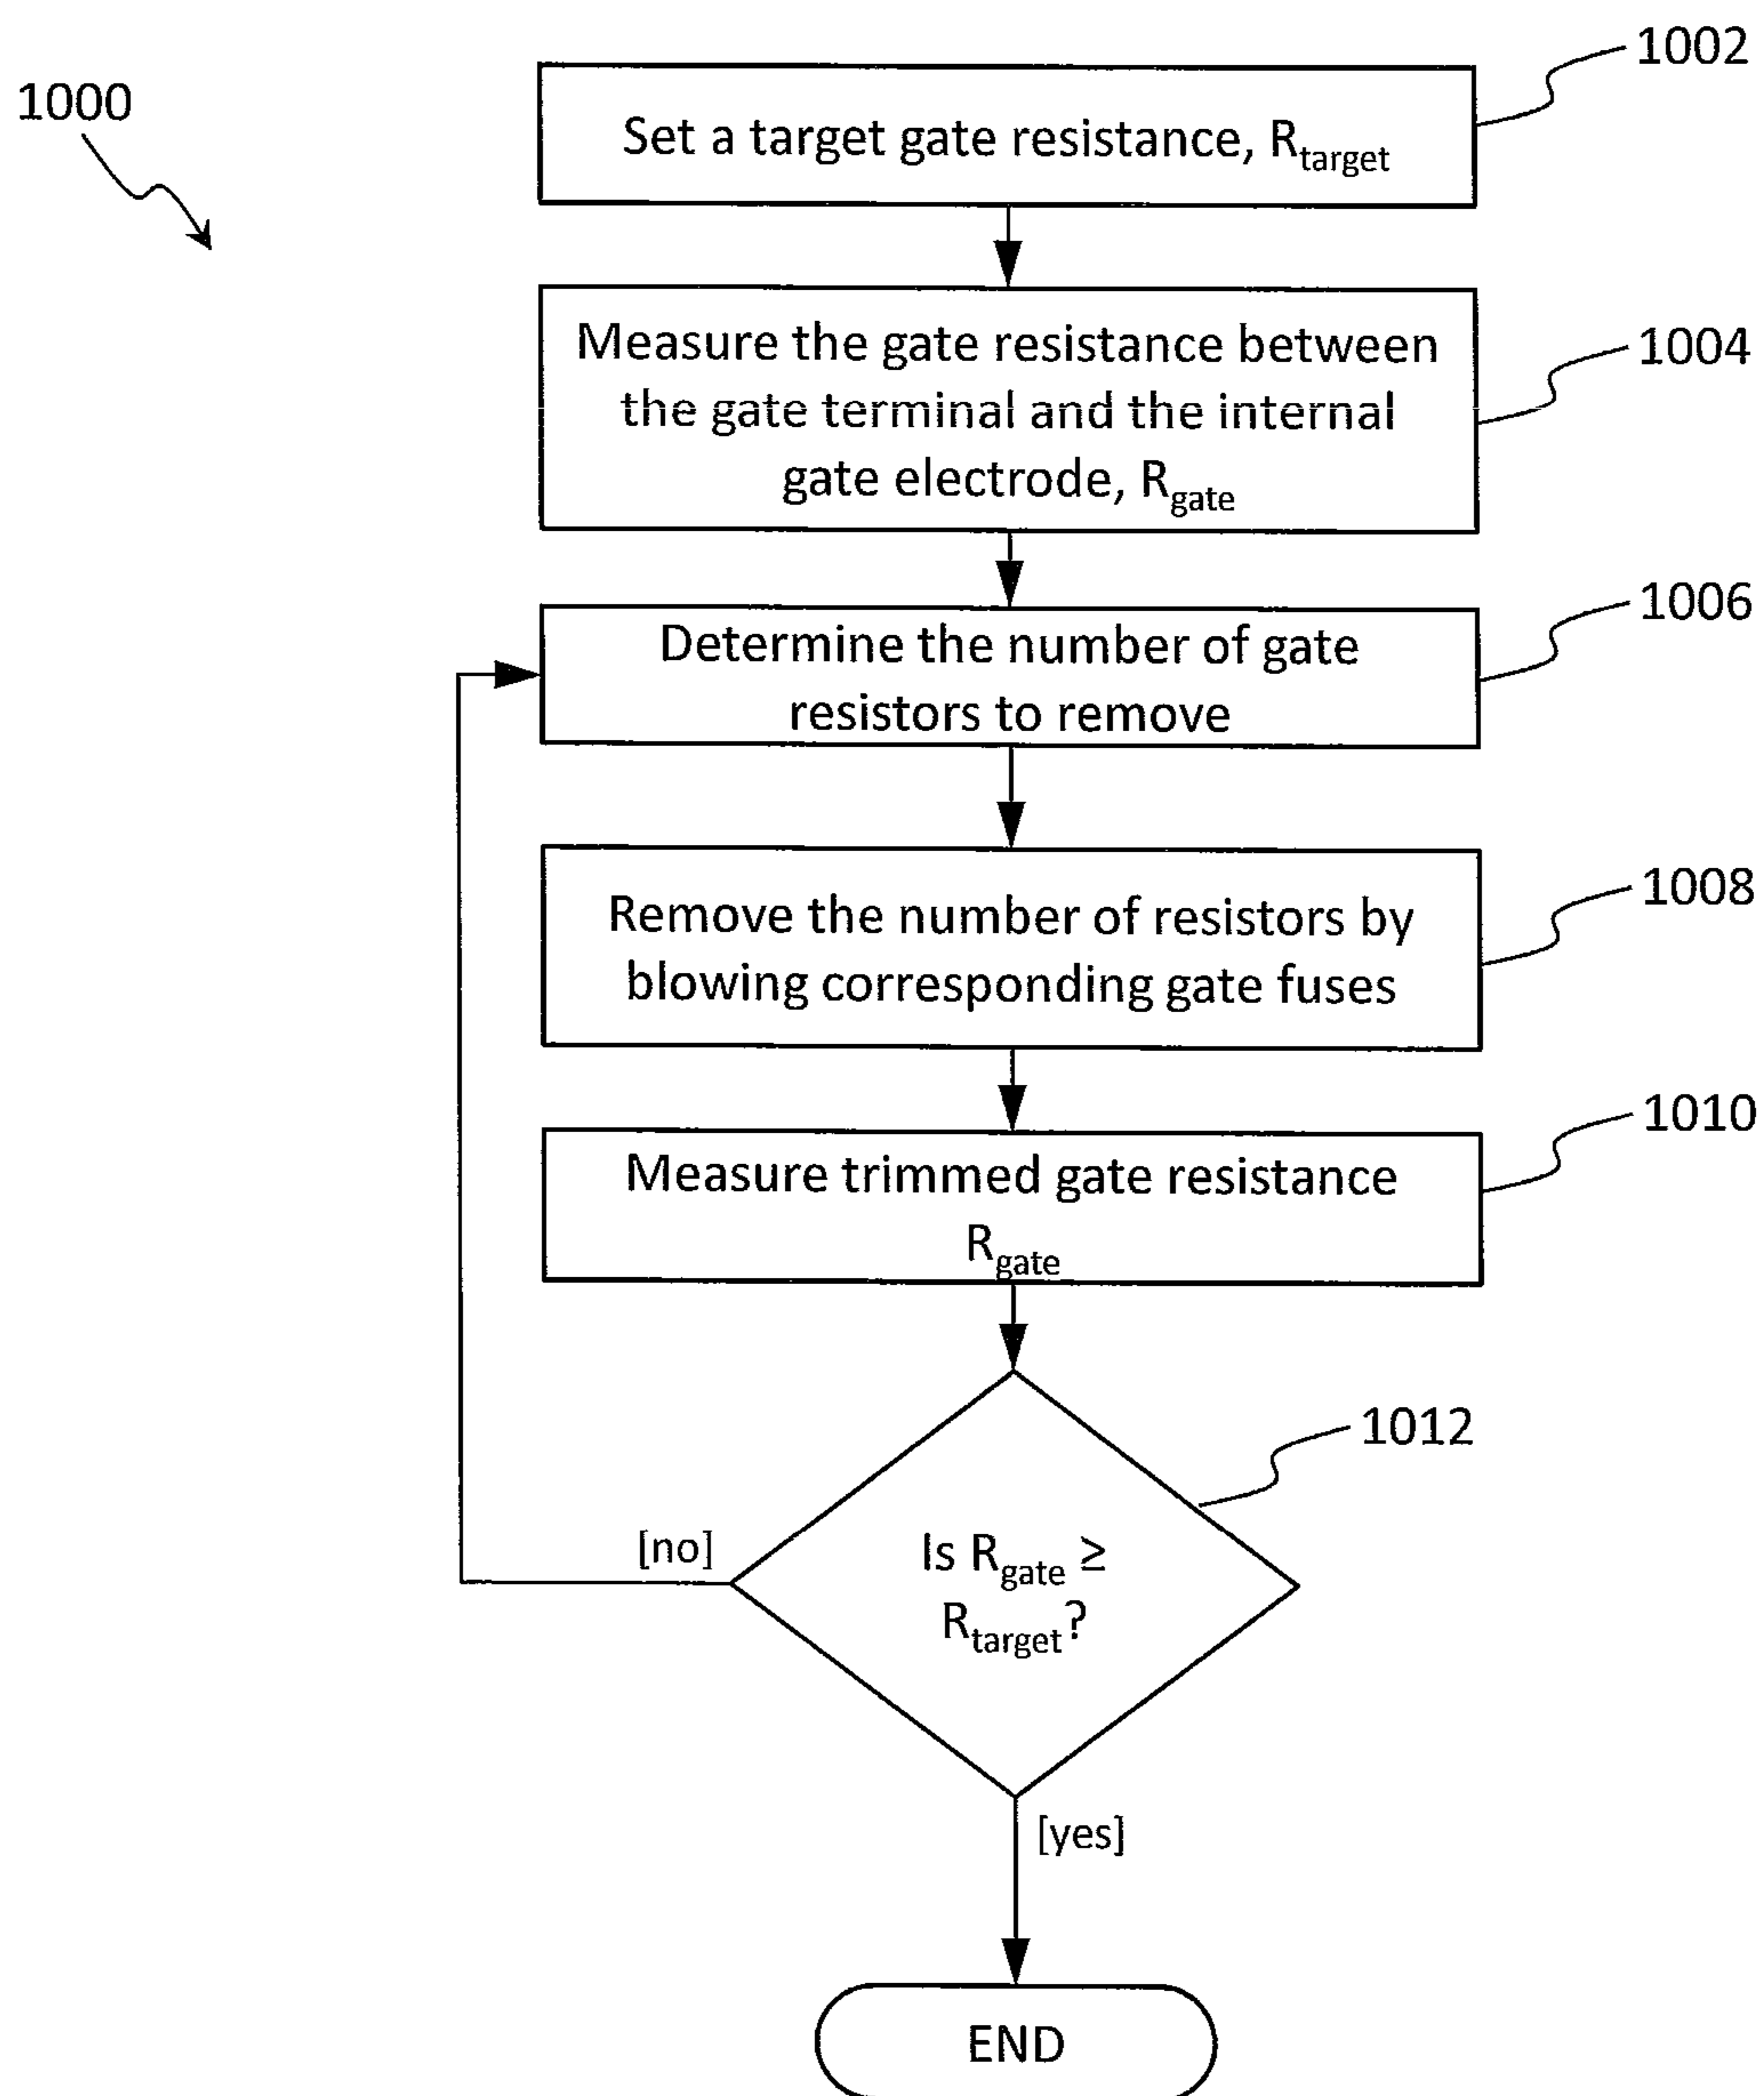 1000
1002
Set a target gate resistance, Rtarget
1004
Measure the gate resistance between
the gate terminal and the internal
gate electrode, Rgate
1006
Determine the number of gate
resistors to remove
1008
Remove the number of resistors by
blowing corresponding gate fuses
1010
Measure trimmed gate resistance
Rgate
1012
Is Rgate ≥
Rtarget?
[no]
[yes]
END